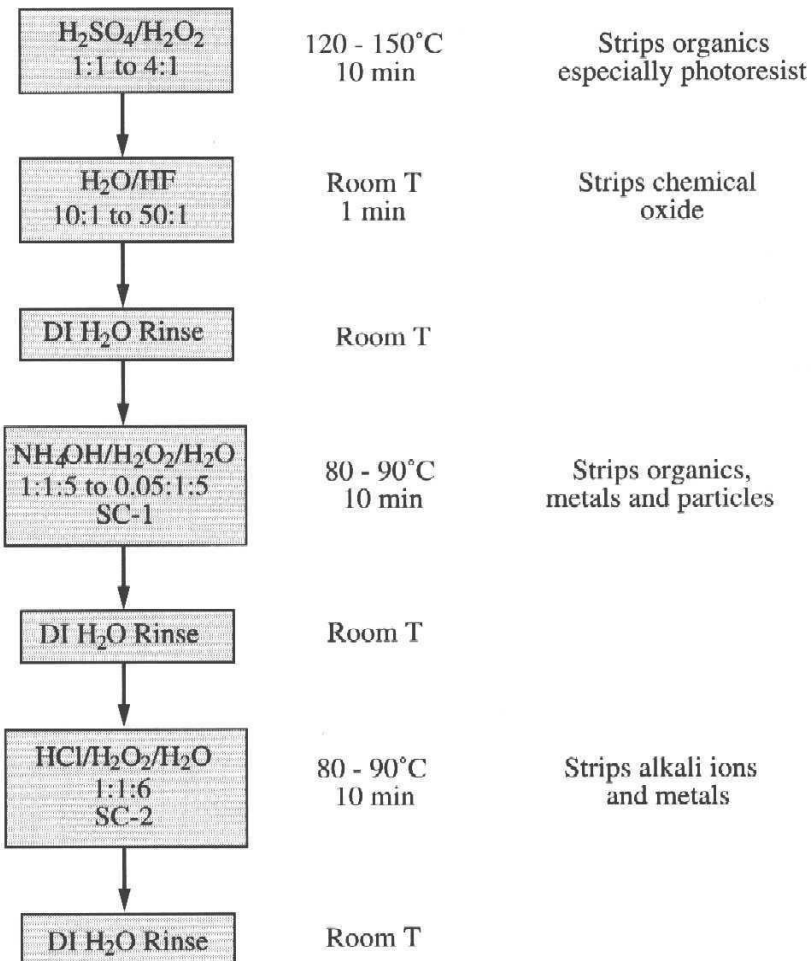 H₂SO₄/H₂O₂
1:1 to 4:1
120 - 150°C
10 min
Strips organics
especially photoresist
H₂O/HF
10:1 to 50:1
Room T
1 min
Strips chemical
oxide
DI H₂O Rinse
Room T
NH₄OH/H₂O₂/H₂O
1:1:5 to 0.05:1:5
SC-1
80 - 90°C
10 min
Strips organics,
metals and particles
DI H₂O Rinse
Room T
HCl/H₂O₂/H₂O
1:1:6
SC-2
80 - 90°C
10 min
Strips alkali ions
and metals
DI H₂O Rinse
Room T